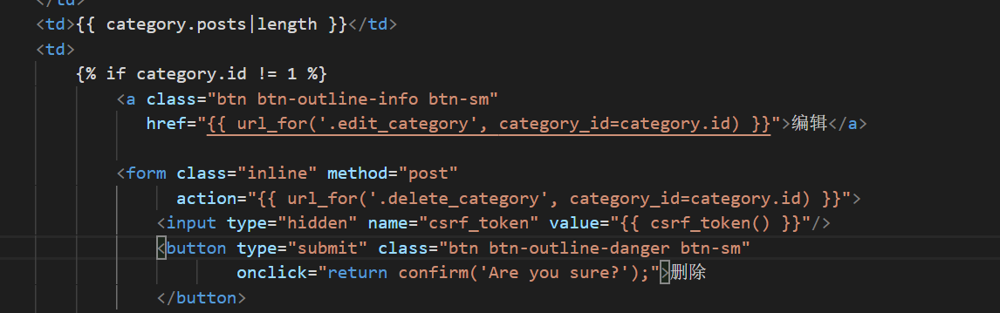 </td>
<td>{{ category.posts|length }}</td>
<td>
{% if category.id != 1 %}
<a class="btn btn-outline-info btn-sm"
href="{{ url_for('.edit_category', category_id=category.id) }}">编辑</a>
<form class="inline" method="post"
action="{{ url_for('.delete_category', category_id=category.id) }}">
<input type="hidden" name="csrf_token" value="{{ csrf_token() }}"/>
<button type="submit" class="btn btn-outline-danger btn-sm"
onclick="return confirm('Are you sure?');">删除
</button>